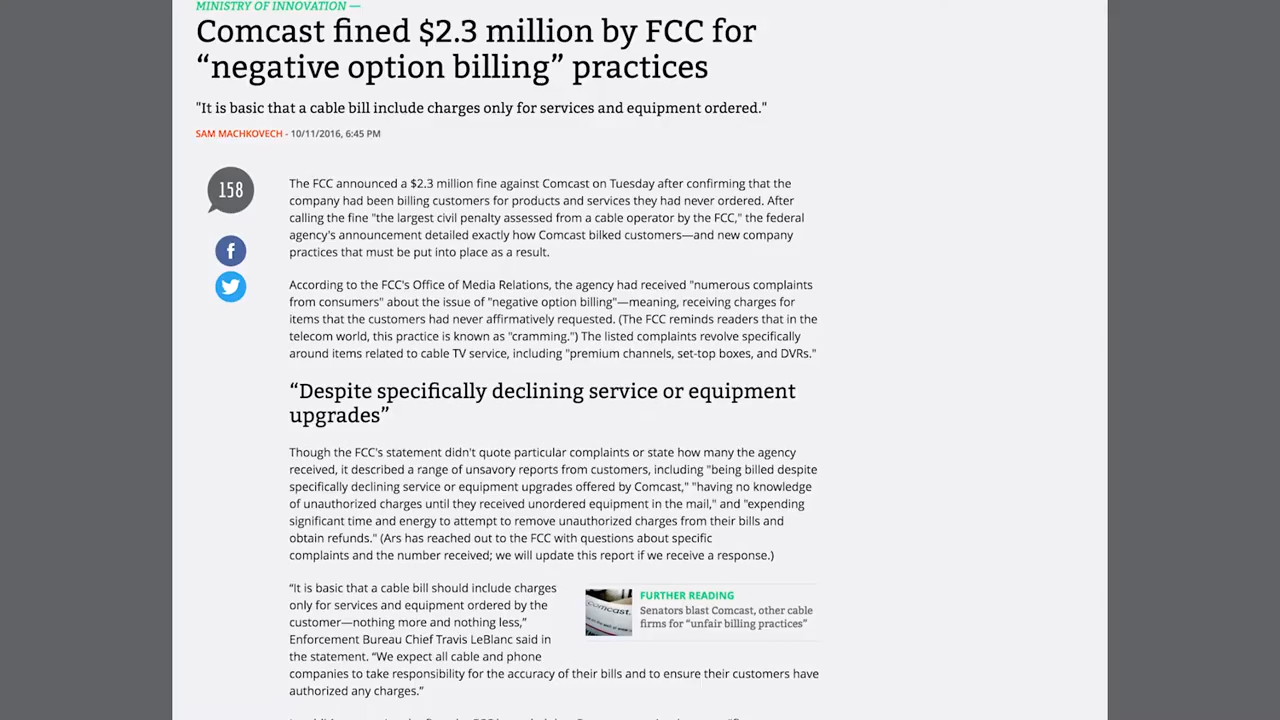 MINISTRY OF INNOVATION —
Comcast fined $2.3 million by FCC for
“negative option billing” practices
"It is basic that a cable bill include charges only for services and equipment ordered."
SAM MACHKOVECH - 10/11/2016, 6:45 PM
158
The FCC announced a $2.3 million fine against Comcast on Tuesday after confirming that the
company had been billing customers for products and services they had never ordered. After
calling the fine "the largest civil penalty assessed from a cable operator by the FCC," the federal
agency's announcement detailed exactly how Comcast bilked customers—and new company
practices that must be put into place as a result.
According to the FCC's Office of Media Relations, the agency had received "numerous complaints
from consumers" about the issue of "negative option billing"—meaning, receiving charges for
items that the customers had never affirmatively requested. (The FCC reminds readers that in the
telecom world, this practice is known as "cramming.") The listed complaints revolve specifically
around items related to cable TV service, including "premium channels, set-top boxes, and DVRs."
“Despite specifically declining service or equipment
upgrades”
Though the FCC's statement didn't quote particular complaints or state how many the agency
received, it described a range of unsavory reports from customers, including "being billed despite
specifically declining service or equipment upgrades offered by Comcast," "having no knowledge
of unauthorized charges until they received unordered equipment in the mail," and "expending
significant time and energy to attempt to remove unauthorized charges from their bills and
obtain refunds." (Ars has reached out to the FCC with questions about specific
complaints and the number received; we will update this report if we receive a response.)
“It is basic that a cable bill should include charges
only for services and equipment ordered by the
customer—nothing more and nothing less,”
Enforcement Bureau Chief Travis LeBlanc said in
the statement. “We expect all cable and phone
companies to take responsibility for the accuracy of their bills and to ensure their customers have
authorized any charges.”
comcast.
FURTHER READING
Senators blast Comcast, other cable
firms for “unfair billing practices”